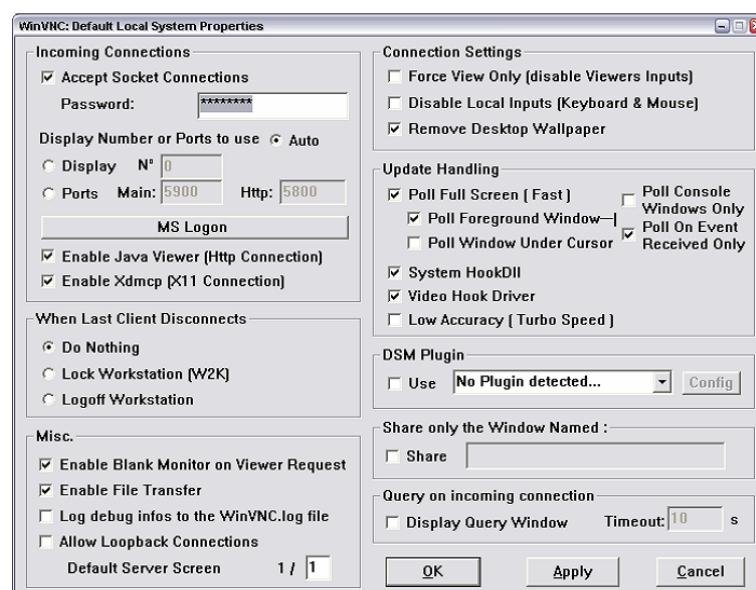 WinVNC: Default Local System Properties
Incoming Connections
Accept Socket Connections
Password: ********
Display Number or Ports to use Auto
Display N° 0
Ports Main: 5900 Http: 5800
MS Logon
Enable Java Viewer (Http Connection)
Enable Xdmcp (X11 Connection)
When Last Client Disconnects
Do Nothing
Lock Workstation (W2K)
Logoff Workstation
Misc.
Enable Blank Monitor on Viewer Request
Enable File Transfer
Log debug infos to the WinVNC.log file
Allow Loopback Connections
Default Server Screen 1 / 1
Connection Settings
Force View Only (disable Viewers Inputs)
Disable Local Inputs (Keyboard & Mouse)
Remove Desktop Wallpaper
Update Handling
Poll Full Screen ( Fast )
Poll Foreground Window
Poll Window Under Cursor
Poll Console
Windows Only
Poll On Event
Received Only
System HookDll
Video Hook Driver
Low Accuracy ( Turbo Speed )
DSM Plugin
Use No Plugin detected... Config
Share only the Window Named :
Share
Query on incoming connection
Display Query Window Timeout: 10 s
OK Apply Cancel